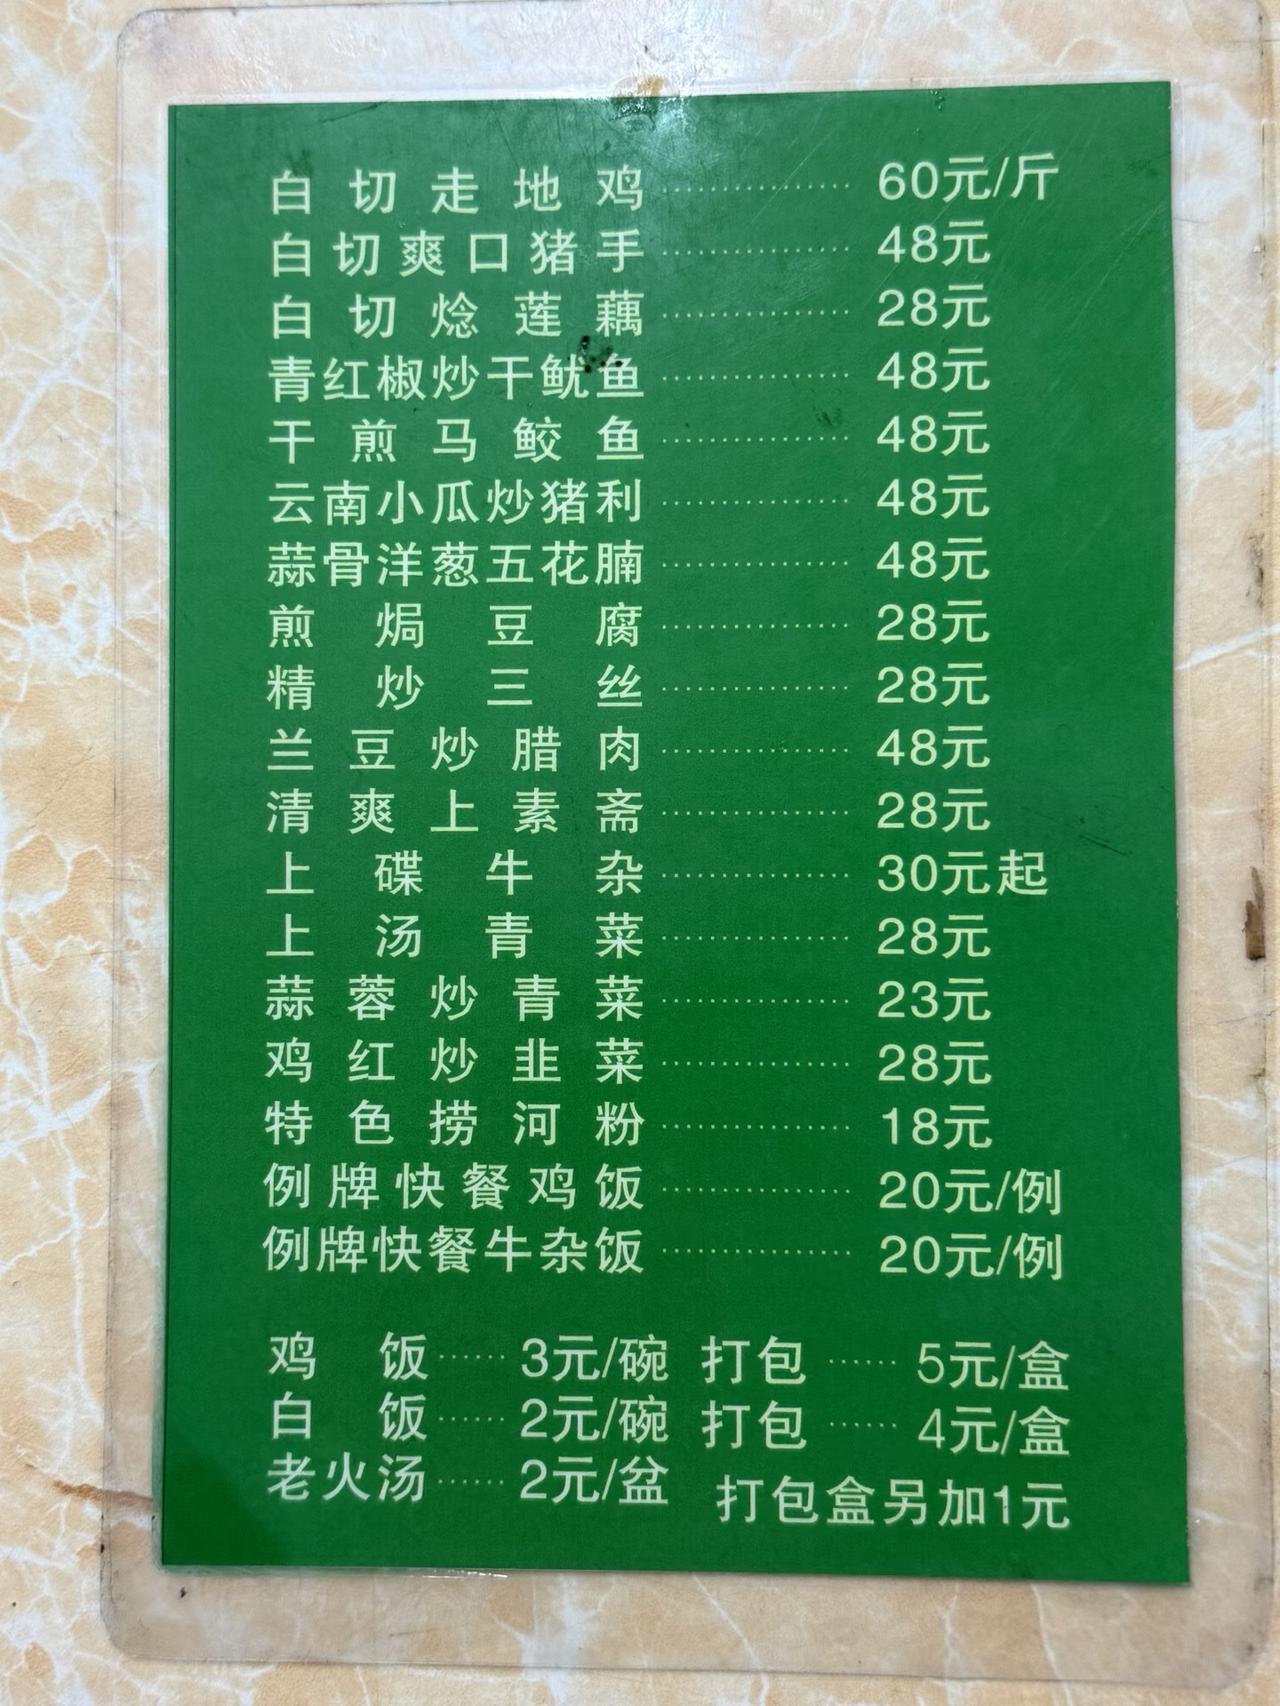 白切走地鸡 ······ 60元/斤
白切爽口猪手 ······ 48元
白切焾莲藕 ······ 28元
青红椒炒干鱿鱼 ······ 48元
干煎马鲛鱼 ······ 48元
云南小瓜炒猪利 ······ 48元
蒜骨洋葱五花腩 ······ 48元
煎焗豆腐 ······ 28元
精炒三丝 ······ 28元
兰豆炒腊肉 ······ 48元
清爽上素斋 ······ 28元
上碟牛杂 ······ 30元起
上汤青菜 ······ 28元
蒜蓉炒青菜 ······ 23元
鸡红炒韭菜 ······ 28元
特色捞河粉 ······ 18元
例牌快餐鸡饭 ······ 20元/例
例牌快餐牛杂饭 ······ 20元/例
鸡饭 ······ 3元/碗 打包 ······ 5元/盒
白饭 ······ 2元/碗 打包 ······ 4元/盒
老火汤 ······ 2元/盆 打包盒另加1元